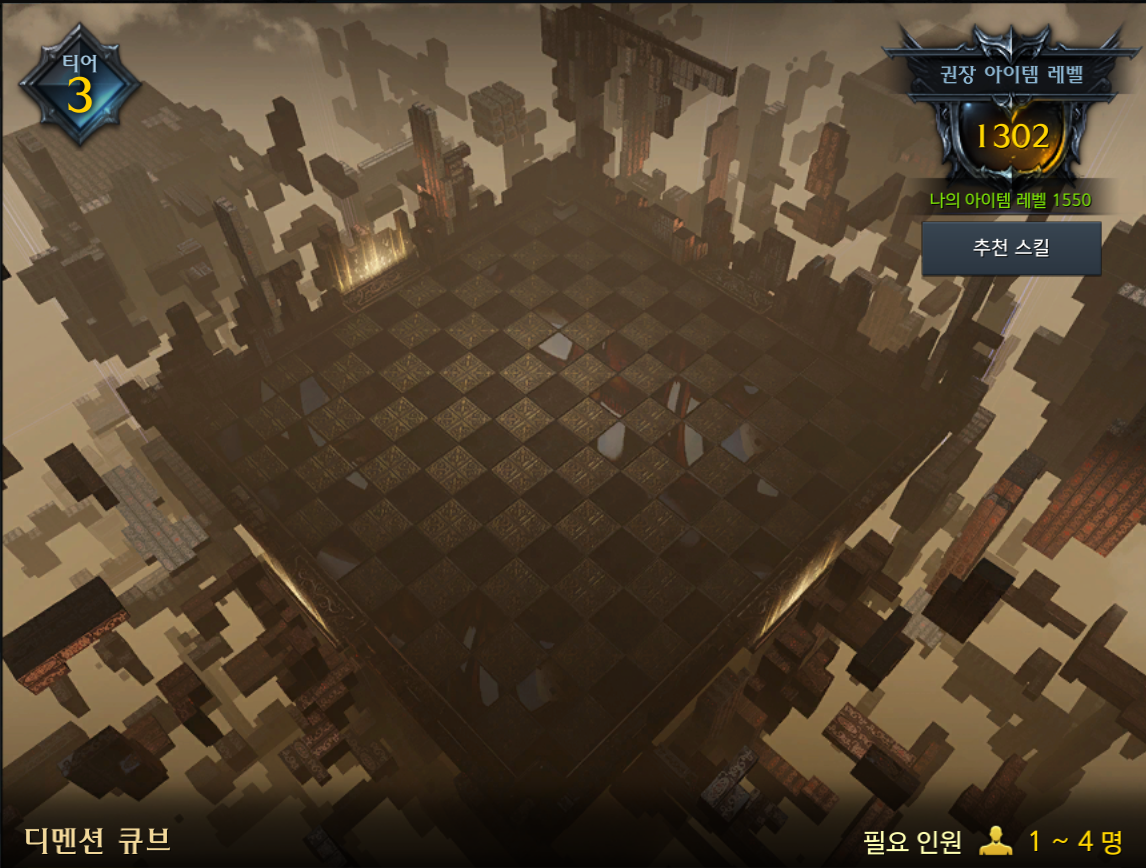 티어
3
권장 아이템 레벨
1302
나의 아이템 레벨 1550
추천 스킬
디멘션 큐브
필요 인원 1 ~ 4 명